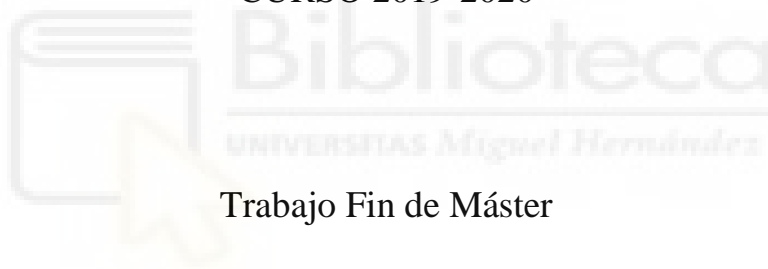 CURSO 2019-2020
Biblioteca
UNIVERSITAS Miguel Hernández
Trabajo Fin de Máster